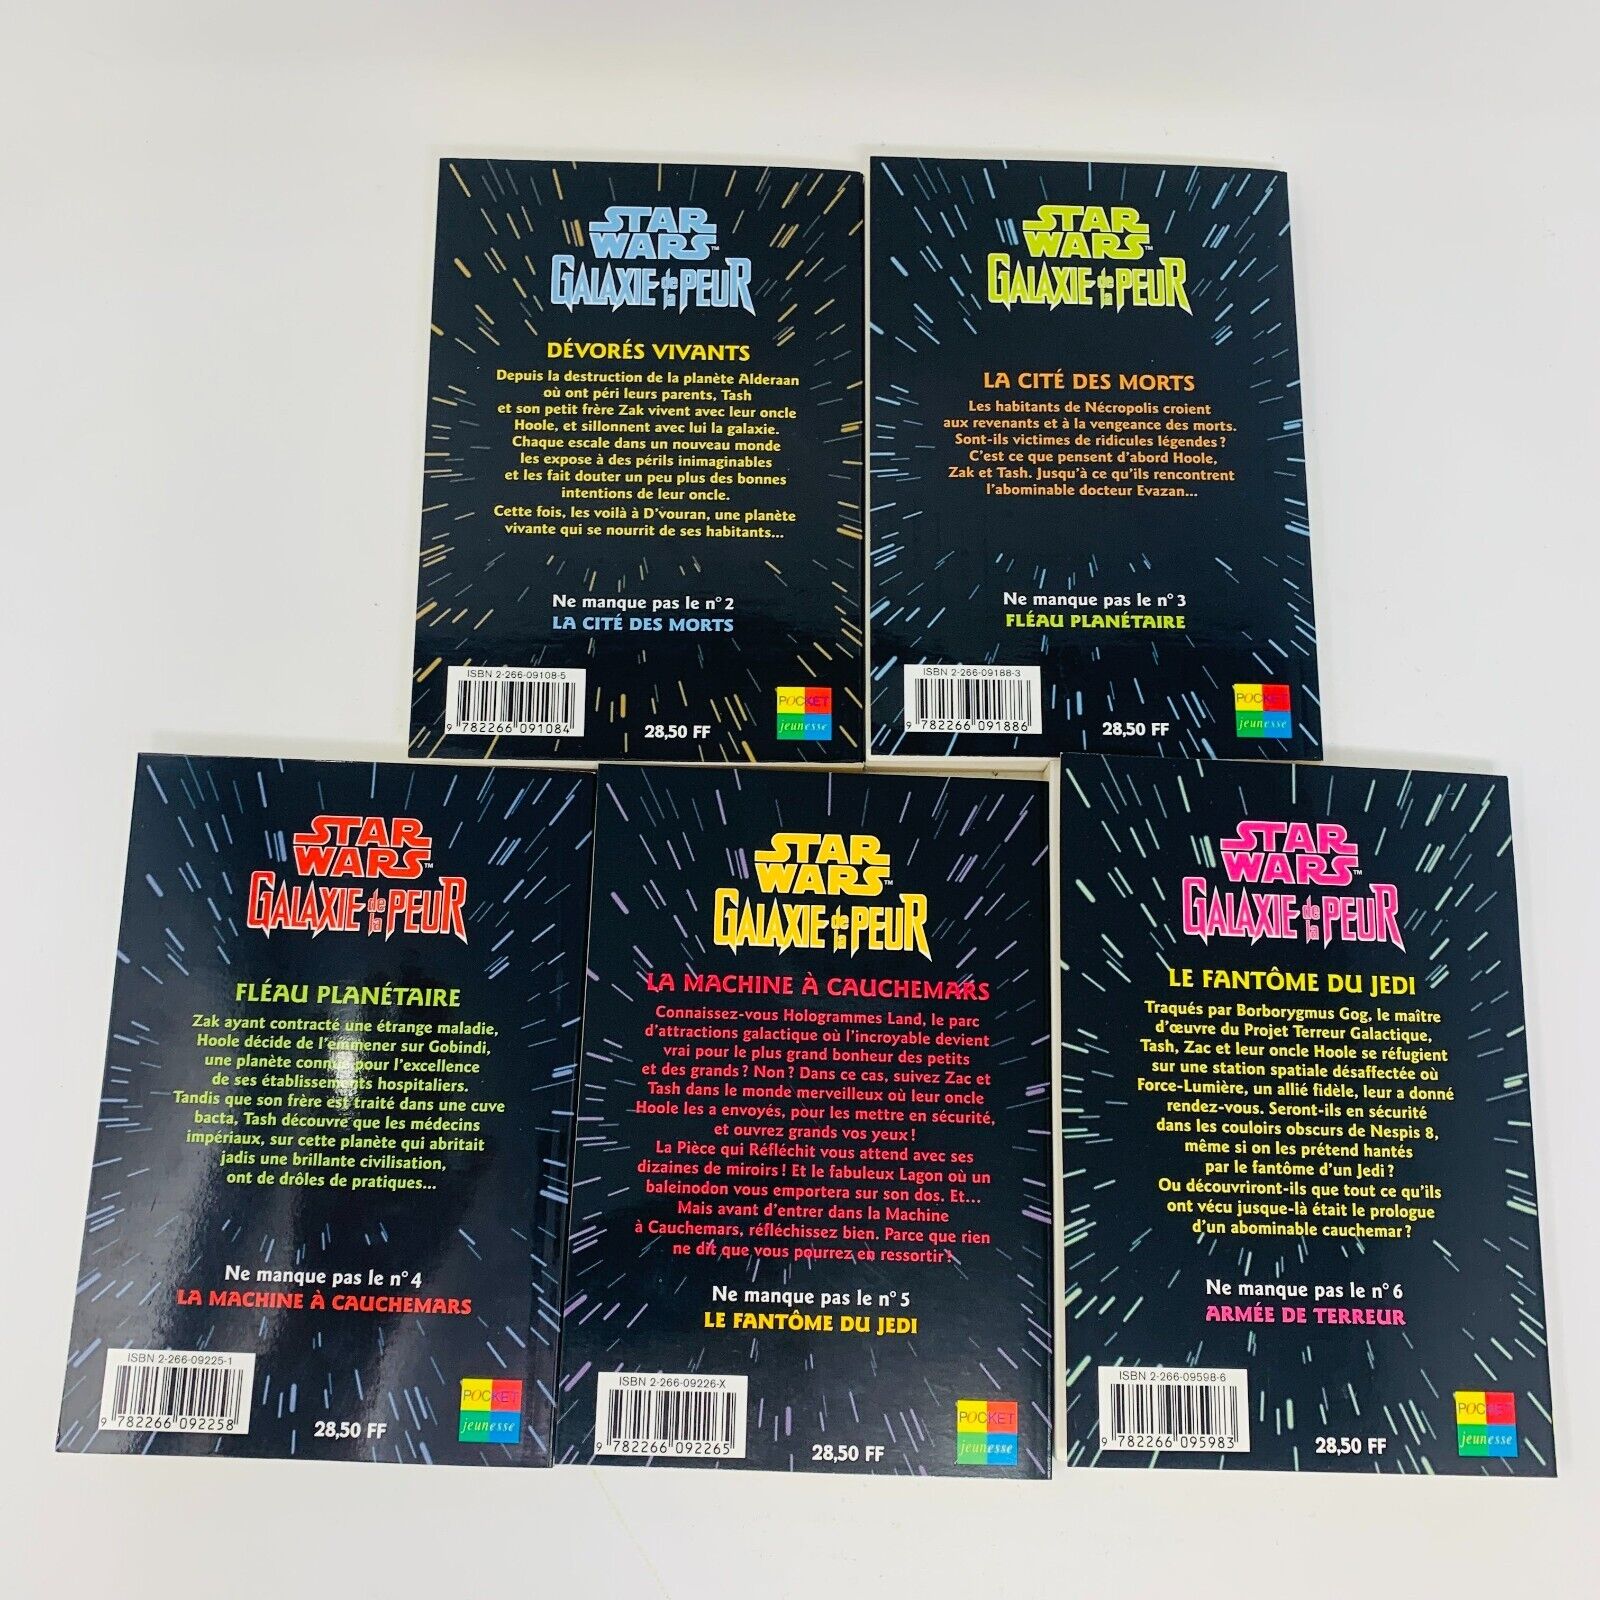 STAR
WARS™
GALAXIE de la PEUR
DÉVORÉS VIVANTS
Depuis la destruction de la planète Alderaan
où ont péri leurs parents, Tash
et son petit frère Zak vivent avec leur oncle
Hoole, et sillonnent avec lui la galaxie.
Chaque escale dans un nouveau monde
les expose à des périls inimaginables
et les fait douter un peu plus des bonnes
intentions de leur oncle.
Cette fois, les voilà à D'vouran, une planète
vivante qui se nourrit de ses habitants...
Ne manque pas le n° 2
LA CITÉ DES MORTS
ISBN 2-266-09108-5
9 782266 091084
28,50 FF
POCKET
jeunesse
STAR
WARS™
GALAXIE de la PEUR
LA CITÉ DES MORTS
Les habitants de Nécropolis croient
aux revenants et à la vengeance des morts.
Sont-ils victimes de ridicules légendes ?
C'est ce que pensent d'abord Hoole,
Zak et Tash. Jusqu'à ce qu'ils rencontrent
l'abominable docteur Evazan...
Ne manque pas le n° 3
FLÉAU PLANÉTAIRE
ISBN 2-266-09188-3
9 782266 091886
28,50 FF
POCKET
jeunesse
STAR
WARS™
GALAXIE de la PEUR
FLÉAU PLANÉTAIRE
Zak ayant contracté une étrange maladie,
Hoole décide de l'emmener sur Gobindi,
une planète connue pour l'excellence
de ses établissements hospitaliers.
Tandis que son frère est traité dans une cuve
bacta, Tash découvre que les médecins
impériaux, sur cette planète qui abritait
jadis une brillante civilisation,
ont de drôles de pratiques...
Ne manque pas le n° 4
LA MACHINE À CAUCHEMARS
ISBN 2-266-09225-1
9 782266 092258
28,50 FF
POCKET
jeunesse
STAR
WARS™
GALAXIE de la PEUR
LA MACHINE À CAUCHEMARS
Connaissez-vous Hologrammes Land, le parc
d'attractions galactique où l'incroyable devient
vrai pour le plus grand bonheur des petits
et des grands ? Non ? Dans ce cas, suivez Zac et
Tash dans le monde merveilleux où leur oncle
Hoole les a envoyés, pour les mettre en sécurité,
et ouvrez grands vos yeux !
La Pièce qui Réfléchit vous attend avec ses
dizaines de miroirs ! Et le fabuleux Lagon où un
baleinodon vous emportera sur son dos. Et...
Mais avant d'entrer dans la Machine
à Cauchemars, réfléchissez bien. Parce que rien
ne dit que vous pourrez en ressortir !
Ne manque pas le n° 5
LE FANTÔME DU JEDI
ISBN 2-266-09226-X
9 782266 092265
28,50 FF
POCKET
jeunesse
STAR
WARS™
GALAXIE de la PEUR
LE FANTÔME DU JEDI
Traqués par Borborygmus Gog, le maître
d'œuvre du Projet Terreur Galactique,
Tash, Zac et leur oncle Hoole se réfugient
sur une station spatiale désaffectée où
Force-Lumière, un allié fidèle, leur a donné
rendez-vous. Seront-ils en sécurité
dans les couloirs obscurs de Nespis 8,
même si on les prétend hantés
par le fantôme d'un Jedi ?
Ou découvriront-ils que tout ce qu'ils
ont vécu jusque-là était le prologue
d'un abominable cauchemar ?
Ne manque pas le n° 6
ARMÉE DE TERREUR
ISBN 2-266-09598-6
9 782266 095983
28,50 FF
POCKET
jeunesse